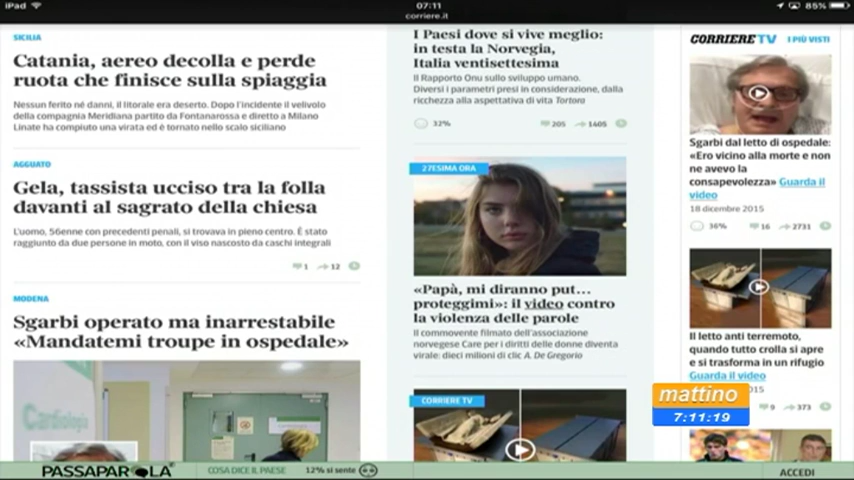 iPad
07:11
85%
corriere.it
SICILIA
Catania, aereo decolla e perde
ruota che finisce sulla spiaggia
Nessun ferito né danni, il litorale era deserto. Dopo l'incidente il velivolo
della compagnia Meridiana partito da Fontanarossa e diretto a Milano
Linate ha compiuto una virata ed è tornato nello scalo siciliano
AGGUATO
Gela, tassista ucciso tra la folla
davanti al sagrato della chiesa
L'uomo, 56enne con precedenti penali, si trovava in pieno centro. È stato
raggiunto da due persone in moto, con il viso nascosto da caschi integrali
1 12
MODENA
Sgarbi operato ma inarrestabile
«Mandatemi troupe in ospedale»
Cardiologia
I Paesi dove si vive meglio:
in testa la Norvegia,
Italia ventisettesima
Il Rapporto Onu sullo sviluppo umano.
Diversi i parametri presi in considerazione, dalla
ricchezza alla aspettativa di vita Tortora
32% 205 1405
27ESIMA ORA
«Papà, mi diranno put...
proteggimi»: il video contro
la violenza delle parole
Il commovente filmato dell'associazione
norvegese Care per i diritti delle donne diventa
virale: dieci milioni di clic A. De Gregorio
CORRIERE TV
CORRIERE TV I PIÙ VISTI
Sgarbi dal letto di ospedale:
«Ero vicino alla morte e non
ne avevo la
consapevolezza» Guarda il
video
18 dicembre 2015
36% 16 2731
Il letto anti terremoto,
quando tutto crolla si apre
e si trasforma in un rifugio
Guarda il video
9 373
mattino
7:11:19
PASSAPAROLA COSA DICE IL PAESE 12% si sente ACCEDI